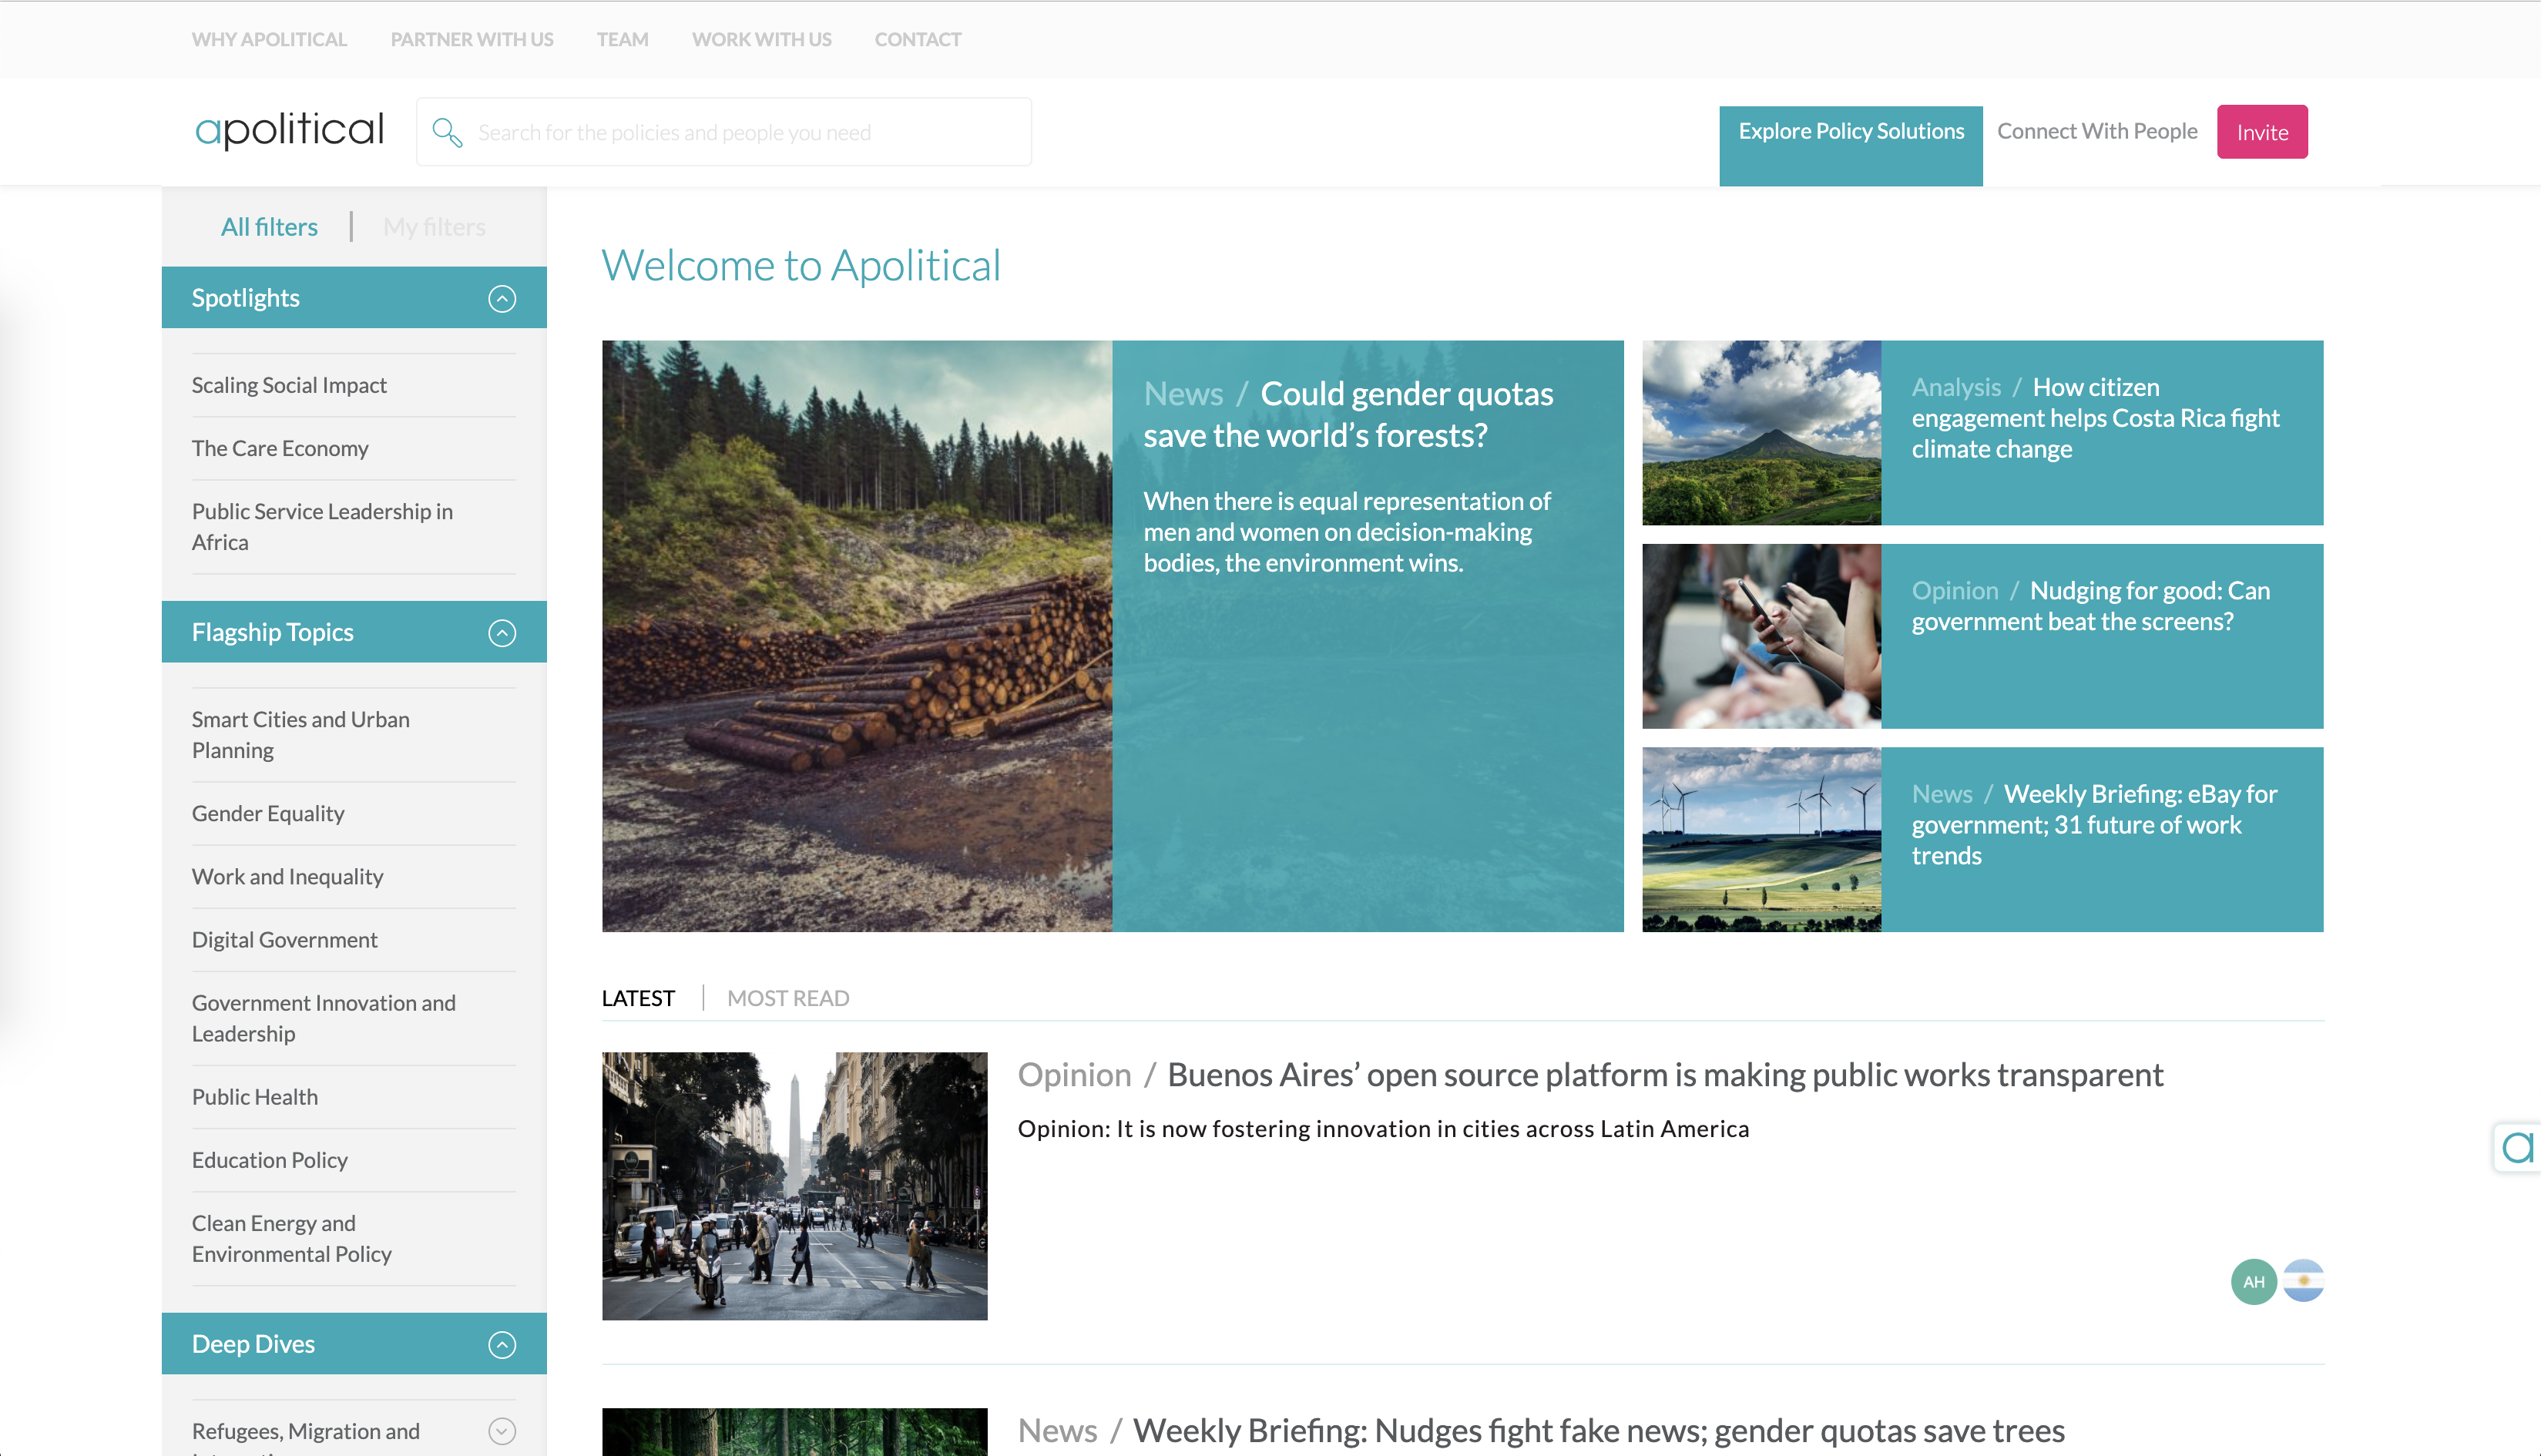 WHY APOLITICAL PARTNER WITH US TEAM WORK WITH US CONTACT
apolitical
Search for the policies and people you need
Explore Policy Solutions Connect With People Invite
All filters | My filters
Spotlights
Scaling Social Impact
The Care Economy
Public Service Leadership in
Africa
Flagship Topics
Smart Cities and Urban
Planning
Gender Equality
Work and Inequality
Digital Government
Government Innovation and
Leadership
Public Health
Education Policy
Clean Energy and
Environmental Policy
Deep Dives
Refugees, Migration and
Welcome to Apolitical
News / Could gender quotas
save the world’s forests?
When there is equal representation of
men and women on decision-making
bodies, the environment wins.
Analysis / How citizen
engagement helps Costa Rica fight
climate change
Opinion / Nudging for good: Can
government beat the screens?
News / Weekly Briefing: eBay for
government; 31 future of work
trends
LATEST | MOST READ
Opinion / Buenos Aires’ open source platform is making public works transparent
Opinion: It is now fostering innovation in cities across Latin America
AH
a
News / Weekly Briefing: Nudges fight fake news; gender quotas save trees